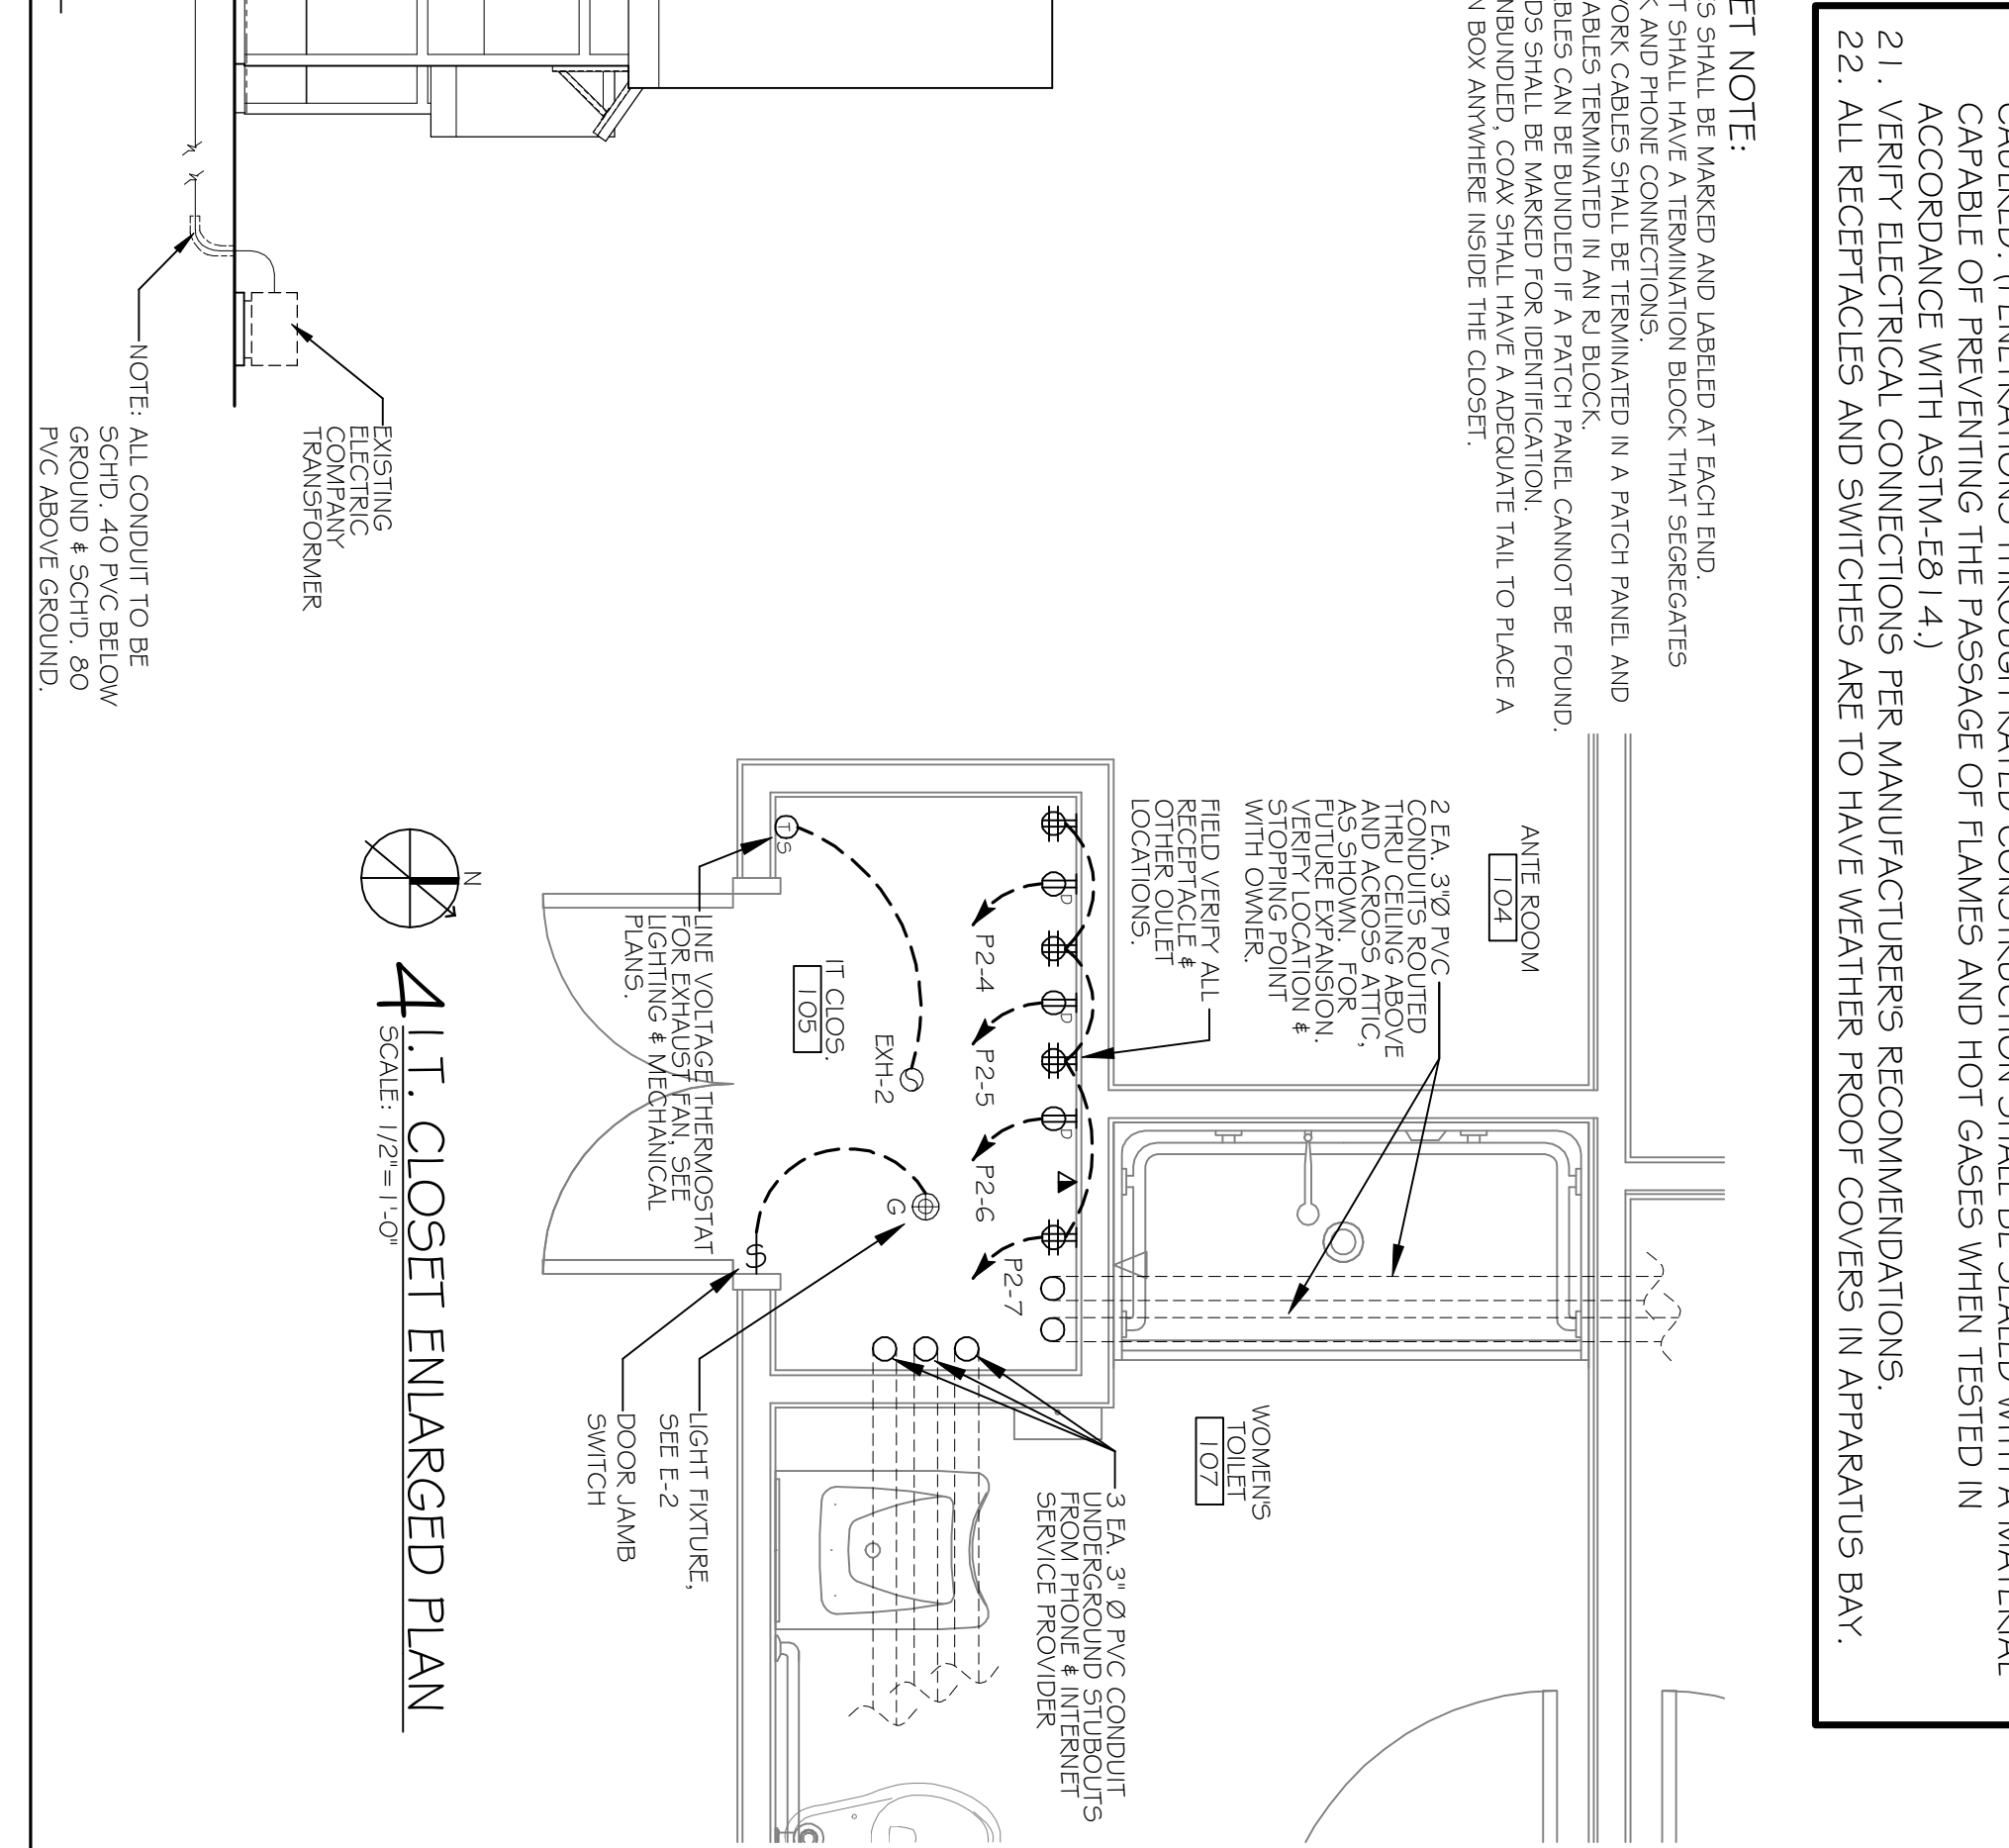 THROUGH RATED CONSTRUCTION SHALL BE SEALED WITH A MATERIAL
CAPABLE OF PREVENTING THE PASSAGE OF FLAMES AND HOT GASES WHEN TESTED IN
ACCORDANCE WITH ASTM-E814.)
21. VERIFY ELECTRICAL CONNECTIONS PER MANUFACTURER'S RECOMMENDATIONS.
22. ALL RECEPTACLES AND SWITCHES ARE TO HAVE WEATHER PROOF COVERS IN APPARATUS BAY.
NOTE:
SHALL BE MARKED AND LABELED AT EACH END.
SHALL HAVE A TERMINATION BLOCK THAT SEGREGATES
AND PHONE CONNECTIONS.
CABLES SHALL BE TERMINATED IN A PATCH PANEL AND
TERMINATED IN AN RJ BLOCK.
CAN BE BUNDLED IF A PATCH PANEL CANNOT BE FOUND.
SHALL BE MARKED FOR IDENTIFICATION.
COAX SHALL HAVE A ADEQUATE TAIL TO PLACE A
BOX ANYWHERE INSIDE THE CLOSET.
ANTE ROOM
104
2 EA. 3"Ø PVC
CONDUITS ROUTED
THRU CEILING ABOVE
AND ACROSS ATTIC,
AS SHOWN. FOR
FUTURE EXPANSION.
VERIFY LOCATION &
STOPPING POINT
WITH OWNER.
FIELD VERIFY ALL
RECEPTACLE &
OTHER OULET
LOCATIONS.
WOMEN'S
TOILET
107
3 EA. 3" Ø PVC CONDUIT
UNDERGROUND STUBOUTS
FROM PHONE & INTERNET
SERVICE PROVIDER
D
D
D
P2-4
P2-5
P2-6
P2-7
EXH-2
G
IT CLOS.
105
T
S
$
LINE VOLTAGE THERMOSTAT
FOR EXHAUST FAN, SEE
LIGHTING & MECHANICAL
PLANS.
LIGHT FIXTURE,
SEE E-2
DOOR JAMB
SWITCH
N
4 I.T. CLOSET ENLARGED PLAN
SCALE: 1/2"=1'-0"
EXISTING
ELECTRIC
COMPANY
TRANSFORMER
NOTE: ALL CONDUIT TO BE
SCH'D. 40 PVC BELOW
GROUND & SCH'D. 80
PVC ABOVE GROUND.